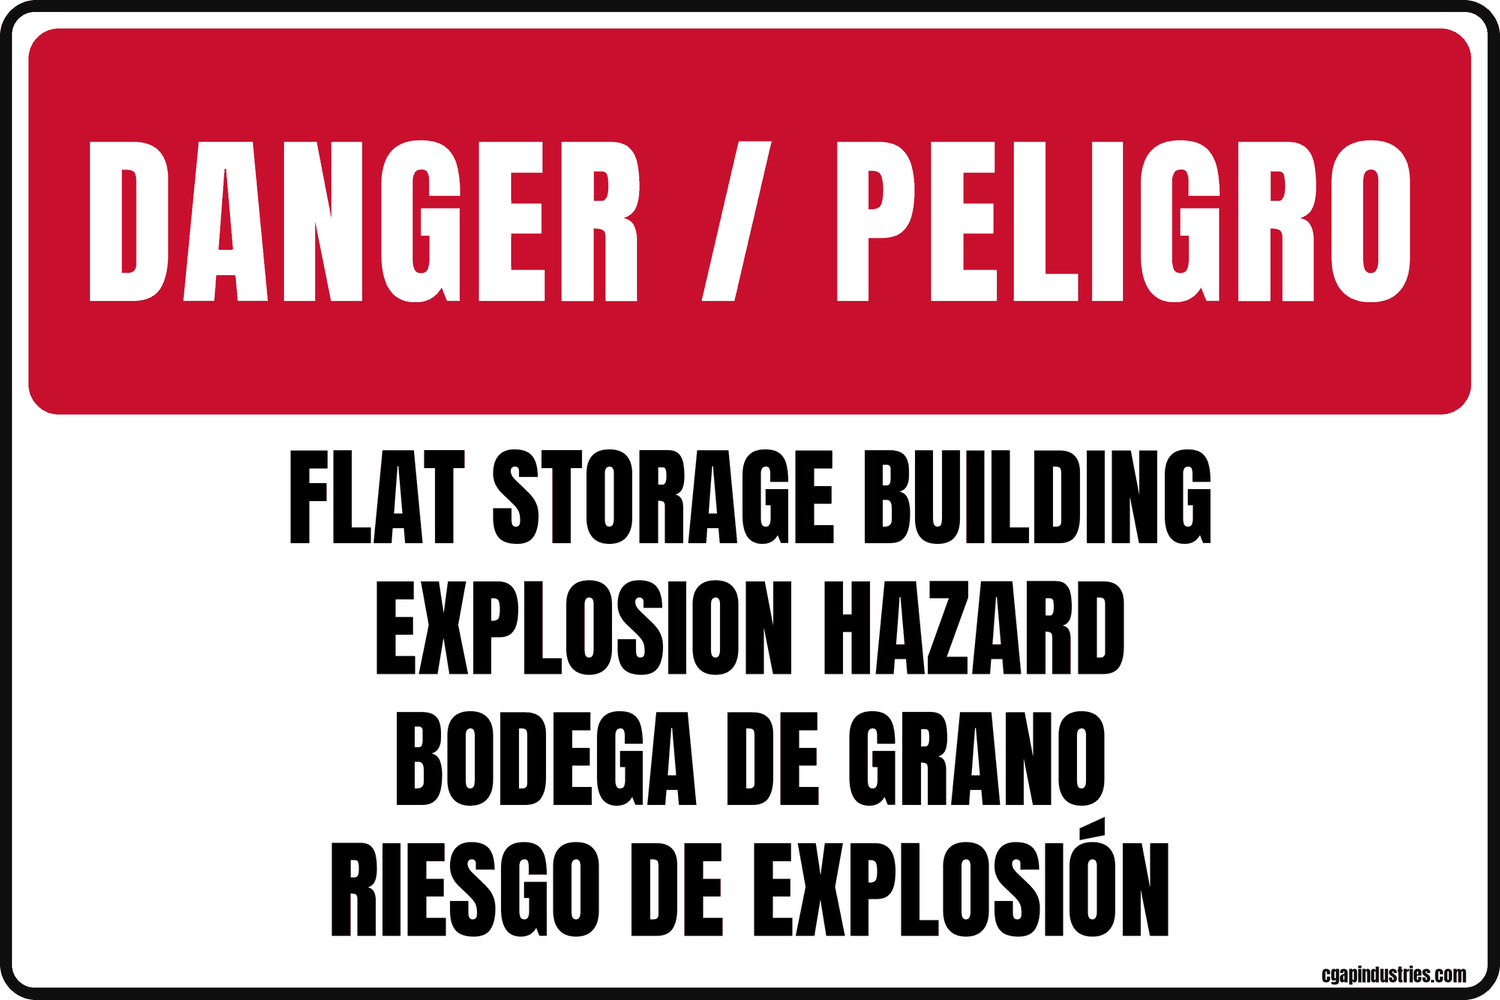 DANGER / PELIGRO
FLAT STORAGE BUILDING
EXPLOSION HAZARD
BODEGA DE GRANO
RIESGO DE EXPLOSIÓN
cgapindustries.com